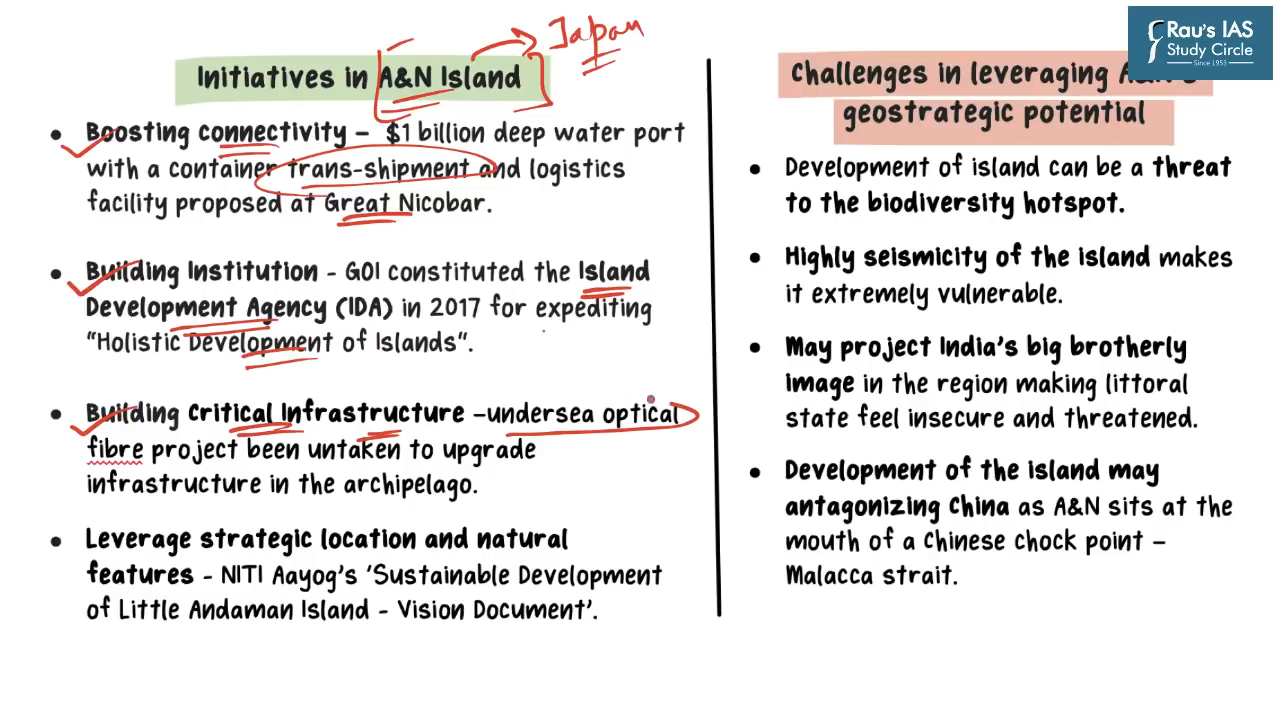 Rau's IAS
Study Circle
Since 1953
Japan
Initiatives in A&N Island
• Boosting connectivity – $1 billion deep water port
with a container trans-shipment and logistics
facility proposed at Great Nicobar.
• Building Institution - GOI constituted the Island
Development Agency (IDA) in 2017 for expediting
“Holistic Development of Islands“.
• Building Critical Infrastructure –undersea optical
fibre project been untaken to upgrade
infrastructure in the archipelago.
• Leverage strategic location and natural
features - NITI Aayog's ‘Sustainable Development
of Little Andaman Island - Vision Document’.
Challenges in leveraging
geostrategic potential
• Development of island can be a threat
to the biodiversity hotspot.
• Highly seismicity of the island makes
it extremely vulnerable.
• May project India's big brotherly
image in the region making littoral
state feel insecure and threatened.
• Development of the island may
antagonizing China as A&N sits at the
mouth of a Chinese chock point –
Malacca strait.